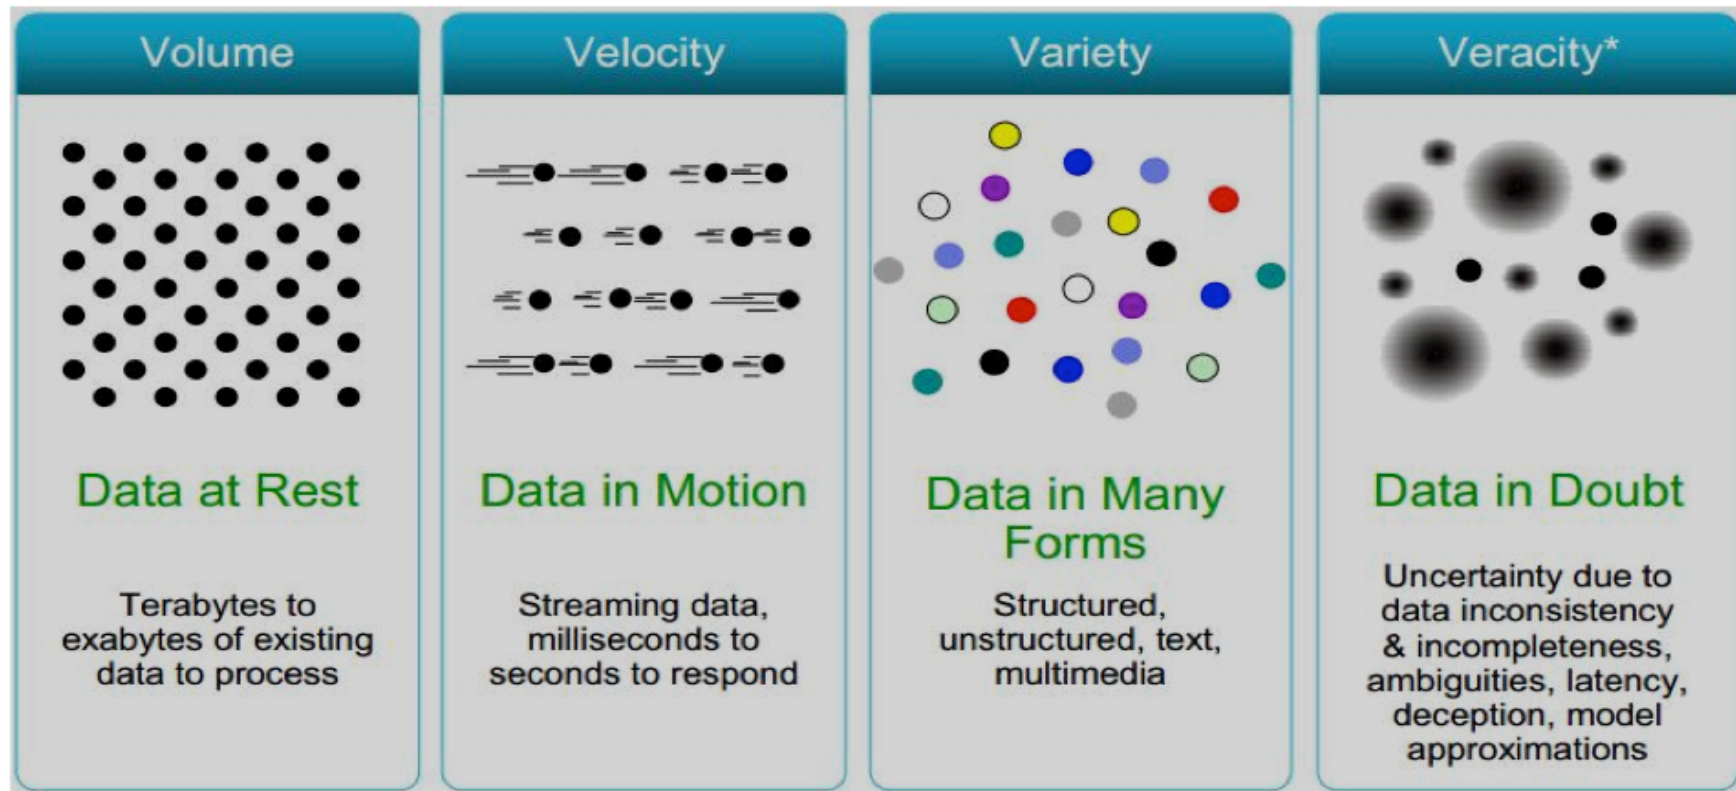 Volume
Data at Rest
Terabytes to
exabytes of existing
data to process
Velocity
Data in Motion
Streaming data,
milliseconds to
seconds to respond
Variety
Data in Many
Forms
Structured,
unstructured, text,
multimedia
Veracity*
Data in Doubt
Uncertainty due to
data inconsistency
& incompleteness,
ambiguities, latency,
deception, model
approximations